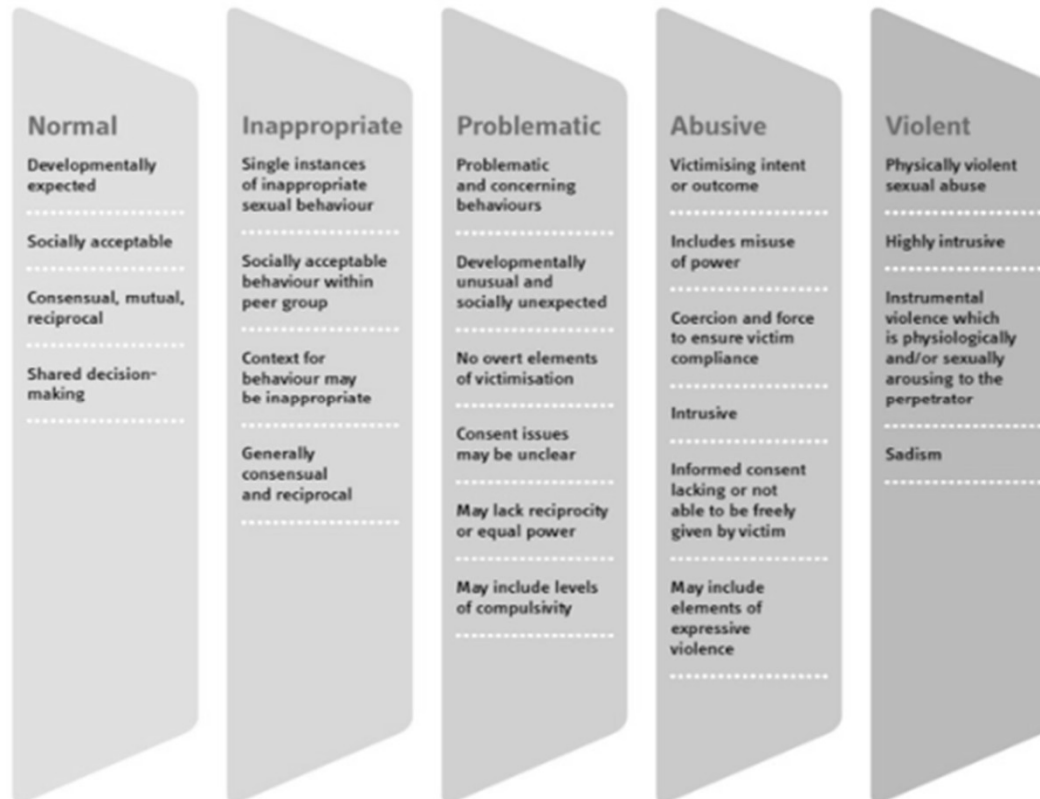 Normal
Developmentally
expected
Socially acceptable
Consensual, mutual,
reciprocal
Shared decision-
making
Inappropriate
Single instances
of inappropriate
sexual behaviour
Socially acceptable
behaviour within
peer group
Context for
behaviour may
be inappropriate
Generally
consensual
and reciprocal
Problematic
Problematic
and concerning
behaviours
Developmentally
unusual and
socially unexpected
No overt elements
of victimisation
Consent issues
may be unclear
May lack reciprocity
or equal power
May include levels
of compulsivity
Abusive
Victimising intent
or outcome
Includes misuse
of power
Coercion and force
to ensure victim
compliance
Intrusive
Informed consent
lacking or not
able to be freely
given by victim
May include
elements of
expressive
violence
Violent
Physically violent
sexual abuse
Highly intrusive
Instrumental
violence which
is physiologically
and/or sexually
arousing to the
perpetrator
Sadism